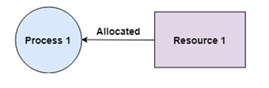 Allocated
Process 1
Resource 1